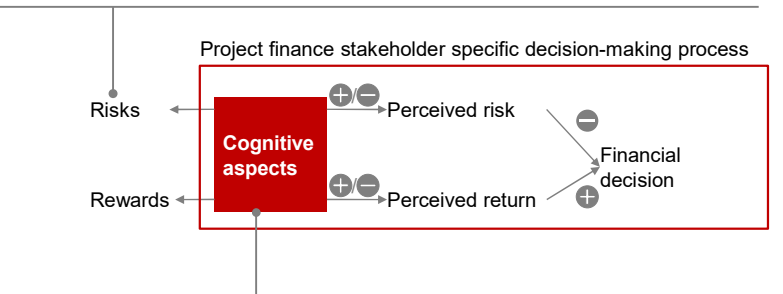 Project finance stakeholder specific decision-making process
Risks
+/−
Perceived risk
Cognitive
aspects
−
Financial
decision
Rewards
+/−
Perceived return
+